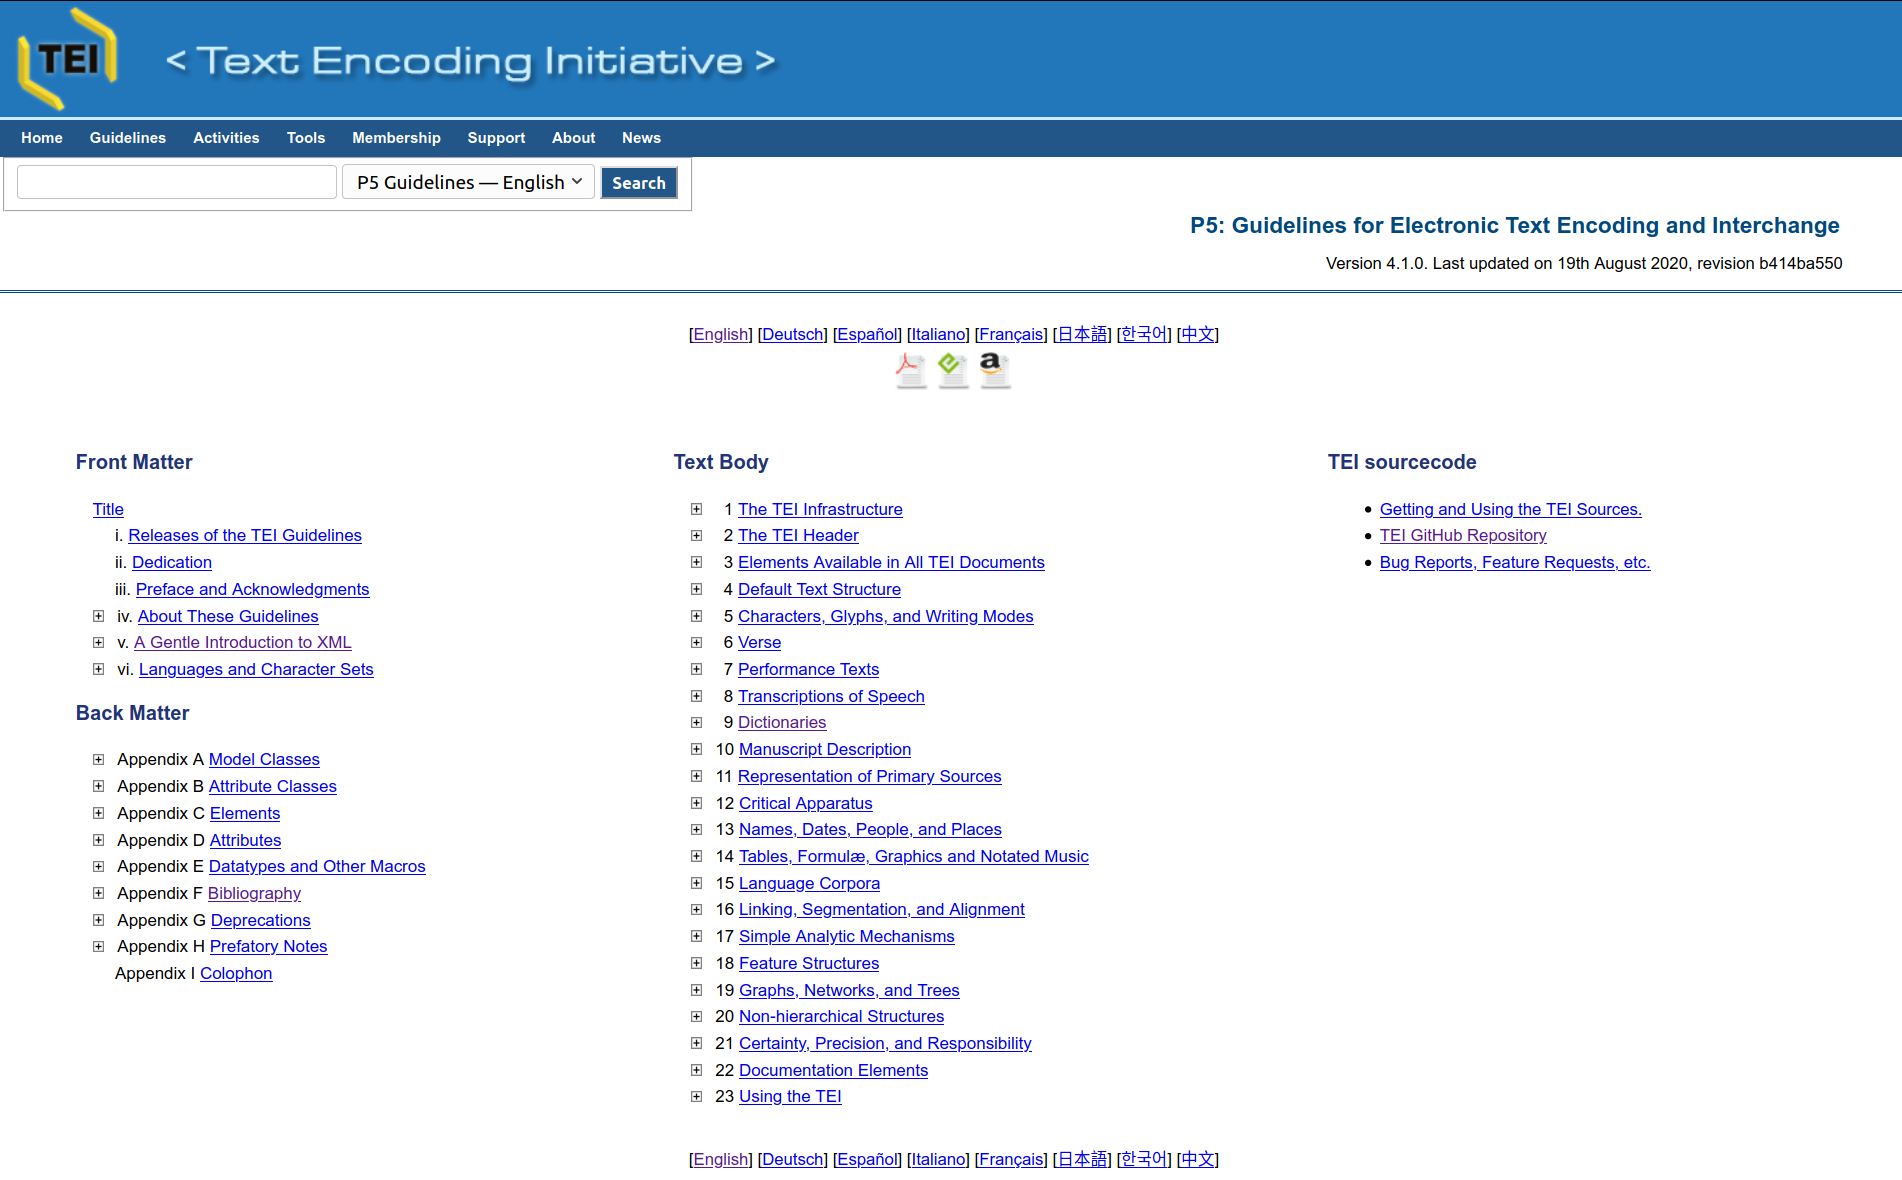 TEI
< Text Encoding Initiative >
Home Guidelines Activities Tools Membership Support About News
P5 Guidelines — English Search
P5: Guidelines for Electronic Text Encoding and Interchange
Version 4.1.0. Last updated on 19th August 2020, revision b414ba550
[English] [Deutsch] [Español] [Italiano] [Français] [日本語] [한국어] [中文]
Front Matter
Title
i. Releases of the TEI Guidelines
ii. Dedication
iii. Preface and Acknowledgments
iv. About These Guidelines
v. A Gentle Introduction to XML
vi. Languages and Character Sets
Back Matter
Appendix A Model Classes
Appendix B Attribute Classes
Appendix C Elements
Appendix D Attributes
Appendix E Datatypes and Other Macros
Appendix F Bibliography
Appendix G Deprecations
Appendix H Prefatory Notes
Appendix I Colophon
Text Body
1 The TEI Infrastructure
2 The TEI Header
3 Elements Available in All TEI Documents
4 Default Text Structure
5 Characters, Glyphs, and Writing Modes
6 Verse
7 Performance Texts
8 Transcriptions of Speech
9 Dictionaries
10 Manuscript Description
11 Representation of Primary Sources
12 Critical Apparatus
13 Names, Dates, People, and Places
14 Tables, Formulæ, Graphics and Notated Music
15 Language Corpora
16 Linking, Segmentation, and Alignment
17 Simple Analytic Mechanisms
18 Feature Structures
19 Graphs, Networks, and Trees
20 Non-hierarchical Structures
21 Certainty, Precision, and Responsibility
22 Documentation Elements
23 Using the TEI
TEI sourcecode
• Getting and Using the TEI Sources.
• TEI GitHub Repository
• Bug Reports, Feature Requests, etc.
[English] [Deutsch] [Español] [Italiano] [Français] [日本語] [한국어] [中文]